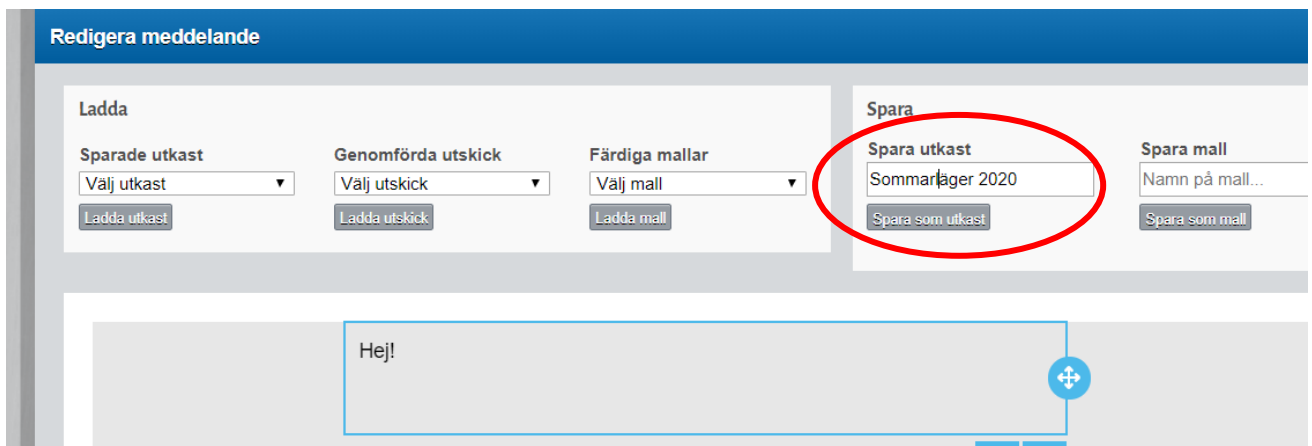 Redigera meddelande
Ladda
Sparade utkast
Välj utkast
Ladda utkast
Genomförda utskick
Välj utskick
Ladda utskick
Färdiga mallar
Välj mall
Ladda mall
Spara
Spara utkast
Sommarläger 2020
Spara som utkast
Spara mall
Namn på mall...
Spara som mall
Hej!